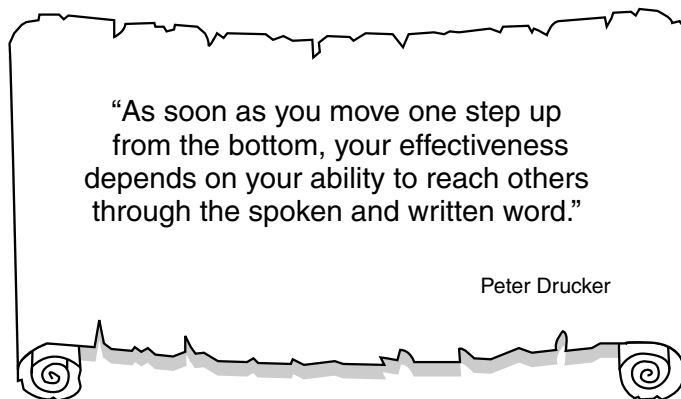 “As soon as you move one step up
from the bottom, your effectiveness
depends on your ability to reach others
through the spoken and written word.”
Peter Drucker